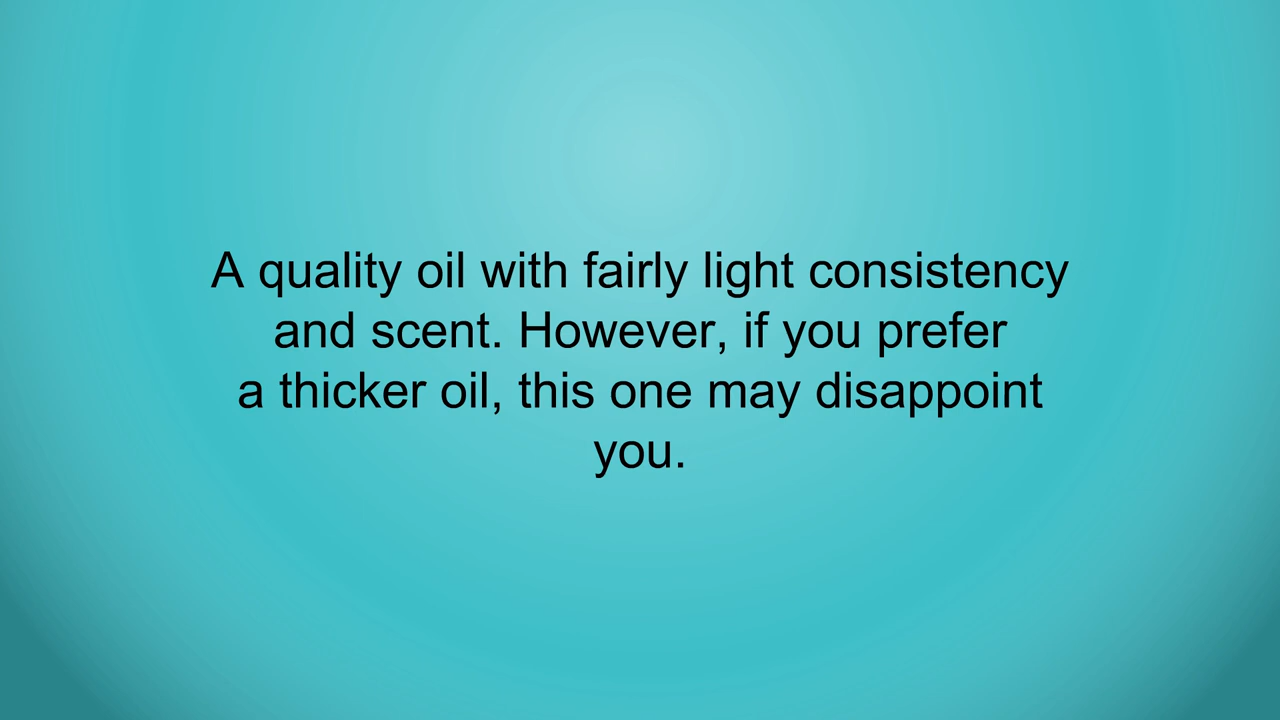 A quality oil with fairly light consistency
and scent. However, if you prefer
a thicker oil, this one may disappoint
you.